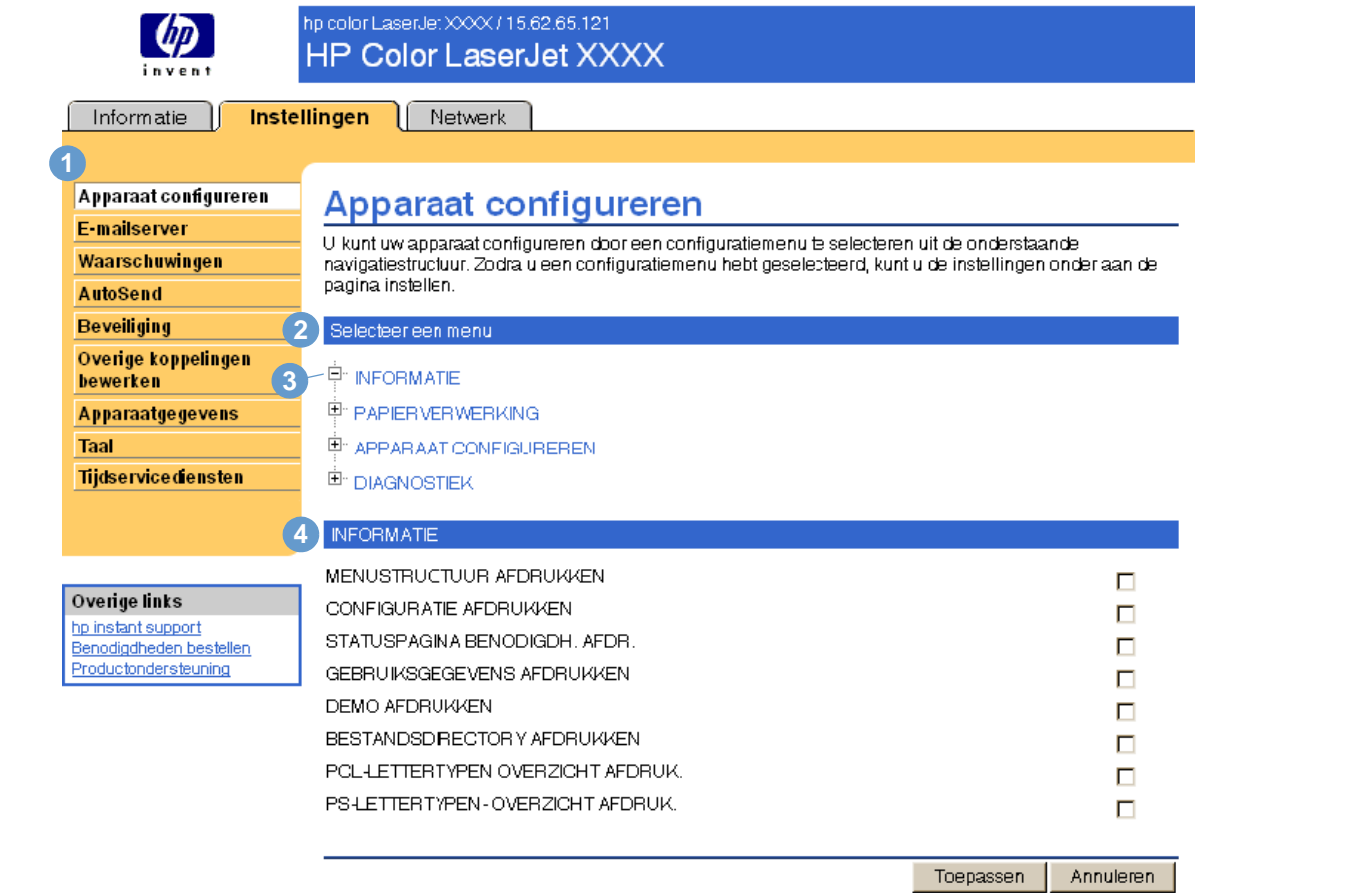 hp
invent
hp color LaserJet XXXX / 15.62.65.121
HP Color LaserJet XXXX
Informatie
Instellingen
Netwerk
1
Apparaat configureren
E-mailserver
Waarschuwingen
AutoSend
Beveiliging
Overige koppelingen
bewerken
Apparaatgegevens
Taal
Tijdservicediensten
Overige links
hp instant support
Benodigdheden bestellen
Productondersteuning
Apparaat configureren
U kunt uw apparaat configureren door een configuratiemenu te selecteren uit de onderstaande
navigatiestructuur. Zodra u een configuratiemenu hebt geselecteerd, kunt u de instellingen onder aan de
pagina instellen.
2
Selecteer een menu
3
INFORMATIE
PAPIERVERWERKING
APPARAAT CONFIGUREREN
DIAGNOSTIEK
4
INFORMATIE
MENUSTRUCTUUR AFDRUKKEN
CONFIGURATIE AFDRUKKEN
STATUSPAGINA BENODIGDH. AFDR.
GEBRUIKSGEGEVENS AFDRUKKEN
DEMO AFDRUKKEN
BESTANDSDIRECTORY AFDRUKKEN
PCL-LETTERTYPEN OVERZICHT AFDRUK.
PS-LETTERTYPEN-OVERZICHT AFDRUK.
Toepassen
Annuleren